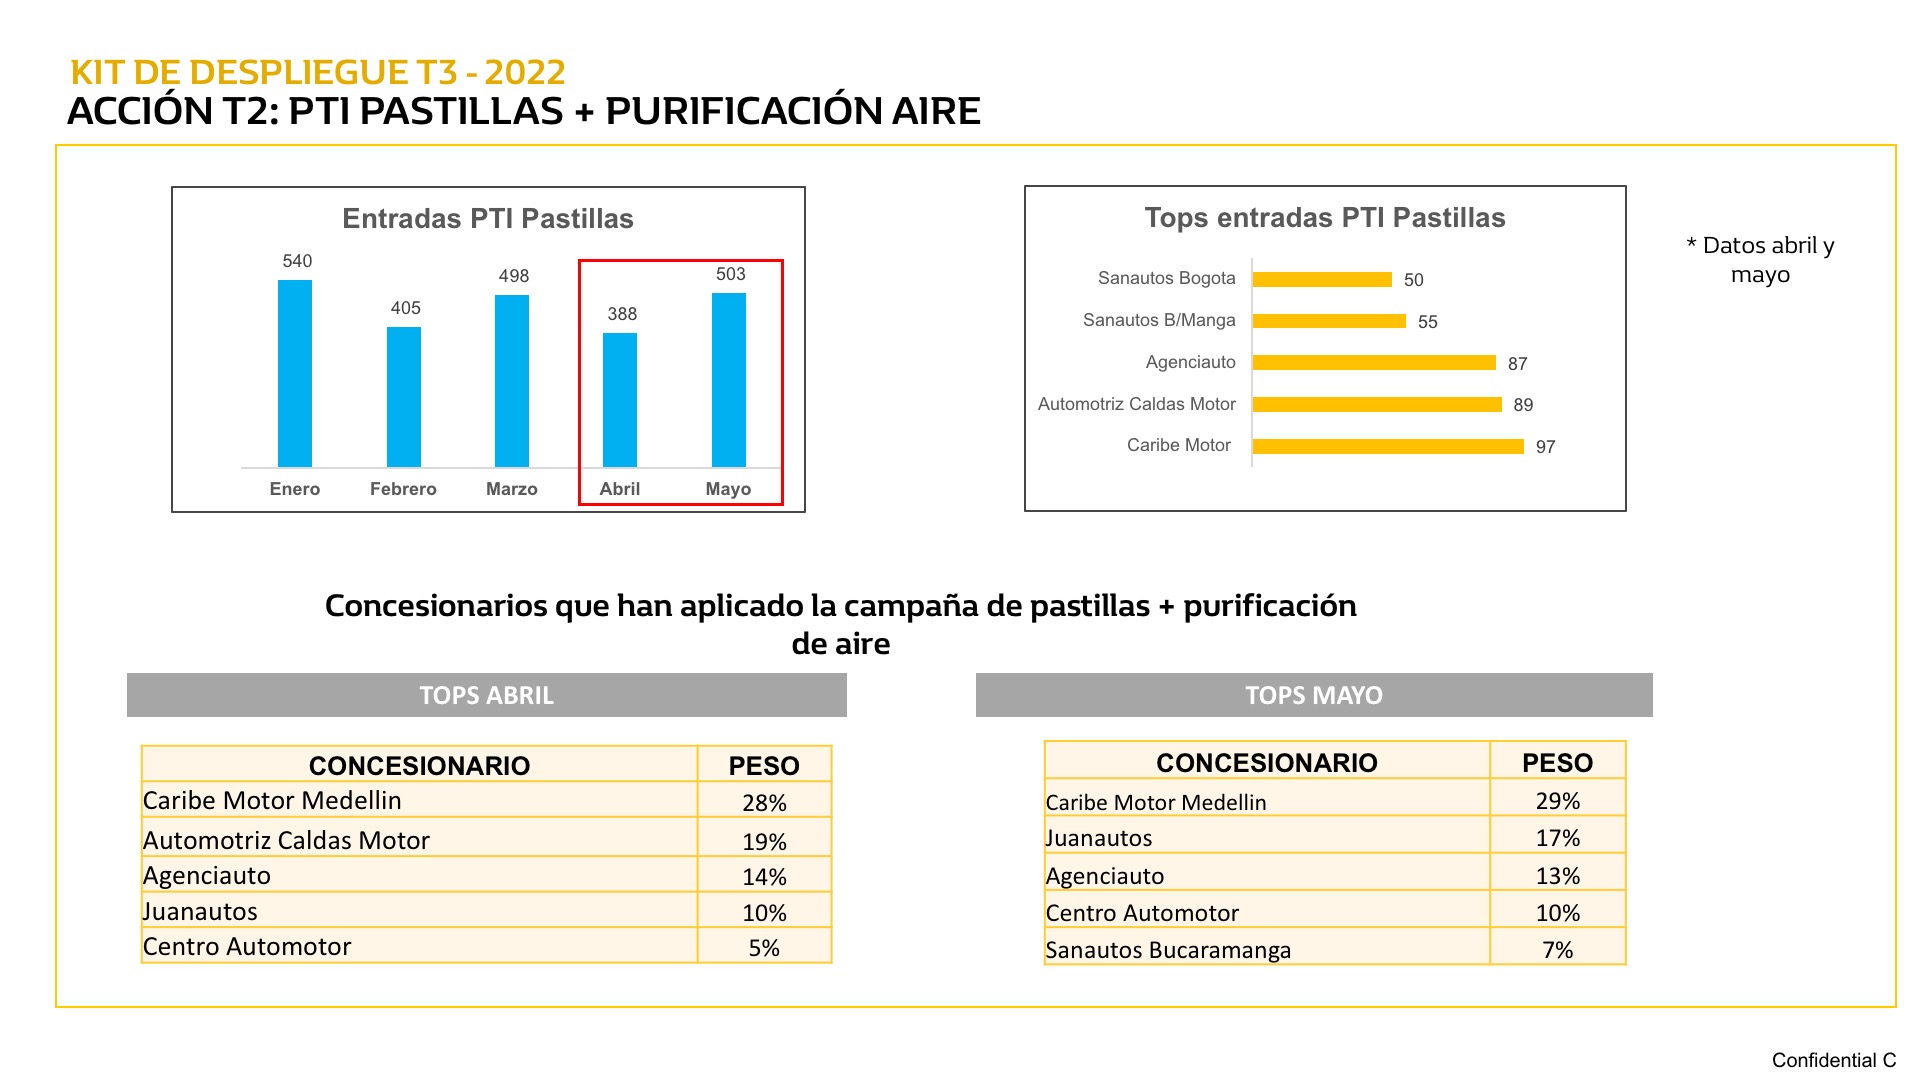 KIT DE DESPLIEGUE T3 - 2022
ACCIÓN T2: PTI PASTILLAS + PURIFICACIÓN AIRE
Entradas PTI Pastillas
540
405
498
388
503
Enero
Febrero
Marzo
Abril
Mayo
Tops entradas PTI Pastillas
Sanautos Bogota 50
Sanautos B/Manga 55
Agenciauto 87
Automotriz Caldas Motor 89
Caribe Motor 97
* Datos abril y
mayo
Concesionarios que han aplicado la campaña de pastillas + purificación
de aire
TOPS ABRIL
CONCESIONARIO PESO
Caribe Motor Medellin 28%
Automotriz Caldas Motor 19%
Agenciauto 14%
Juanautos 10%
Centro Automotor 5%
TOPS MAYO
CONCESIONARIO PESO
Caribe Motor Medellin 29%
Juanautos 17%
Agenciauto 13%
Centro Automotor 10%
Sanautos Bucaramanga 7%
Confidential C